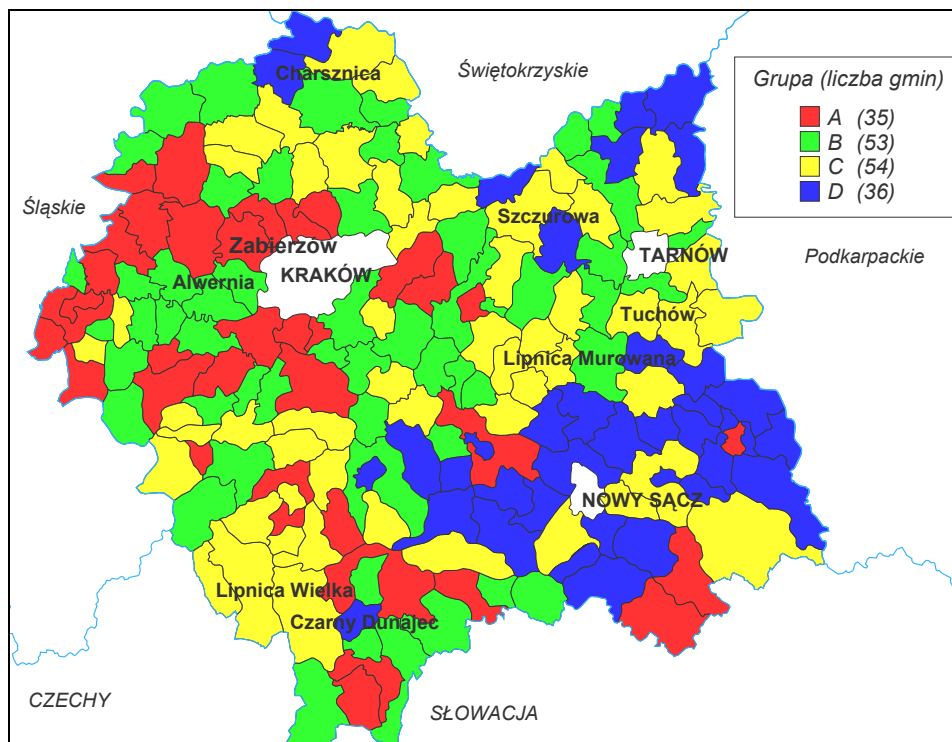 Charsznica
Świętokrzyskie
Grupa (liczba gmin)
A (35)
B (53)
C (54)
D (36)
Śląskie
Szczurowa
Zabierzów
KRAKÓW
TARNÓW
Podkarpackie
Alwernia
Tuchów
Lipnica Murowana
NOWY SĄCZ
Lipnica Wielka
Czarny Dunajec
CZECHY
SŁOWACJA